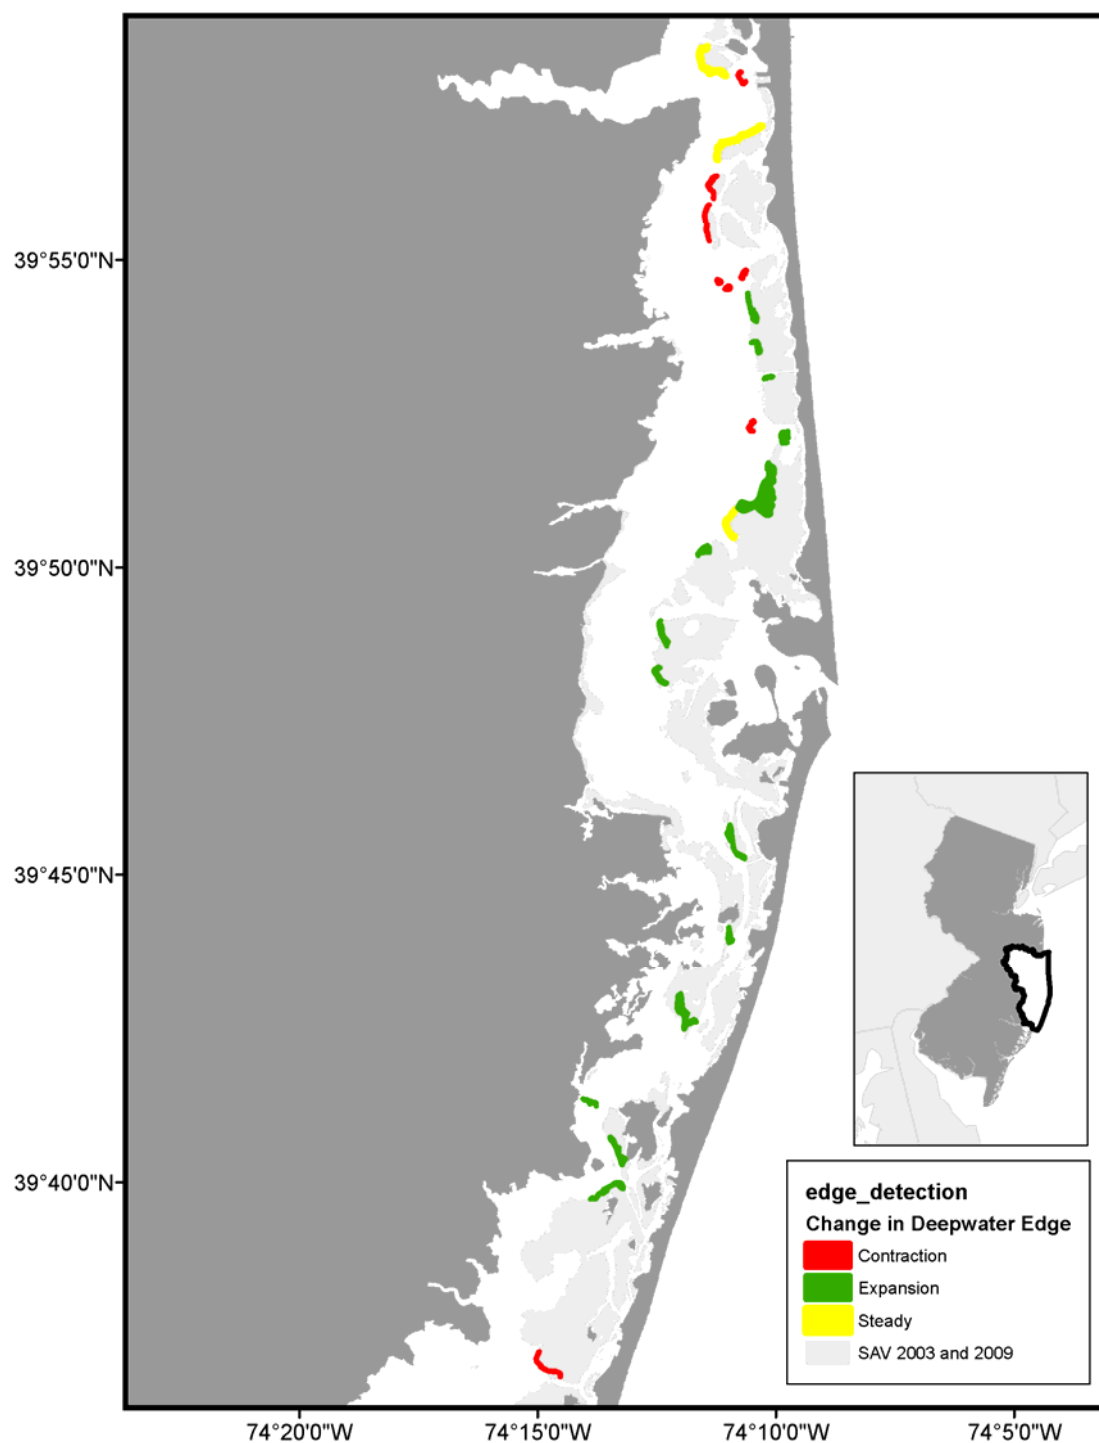 39°55'0"N
39°50'0"N
39°45'0"N
39°40'0"N
edge_detection
Change in Deepwater Edge
Contraction
Expansion
Steady
SAV 2003 and 2009
74°20'0"W 74°15'0"W 74°10'0"W 74°5'0"W